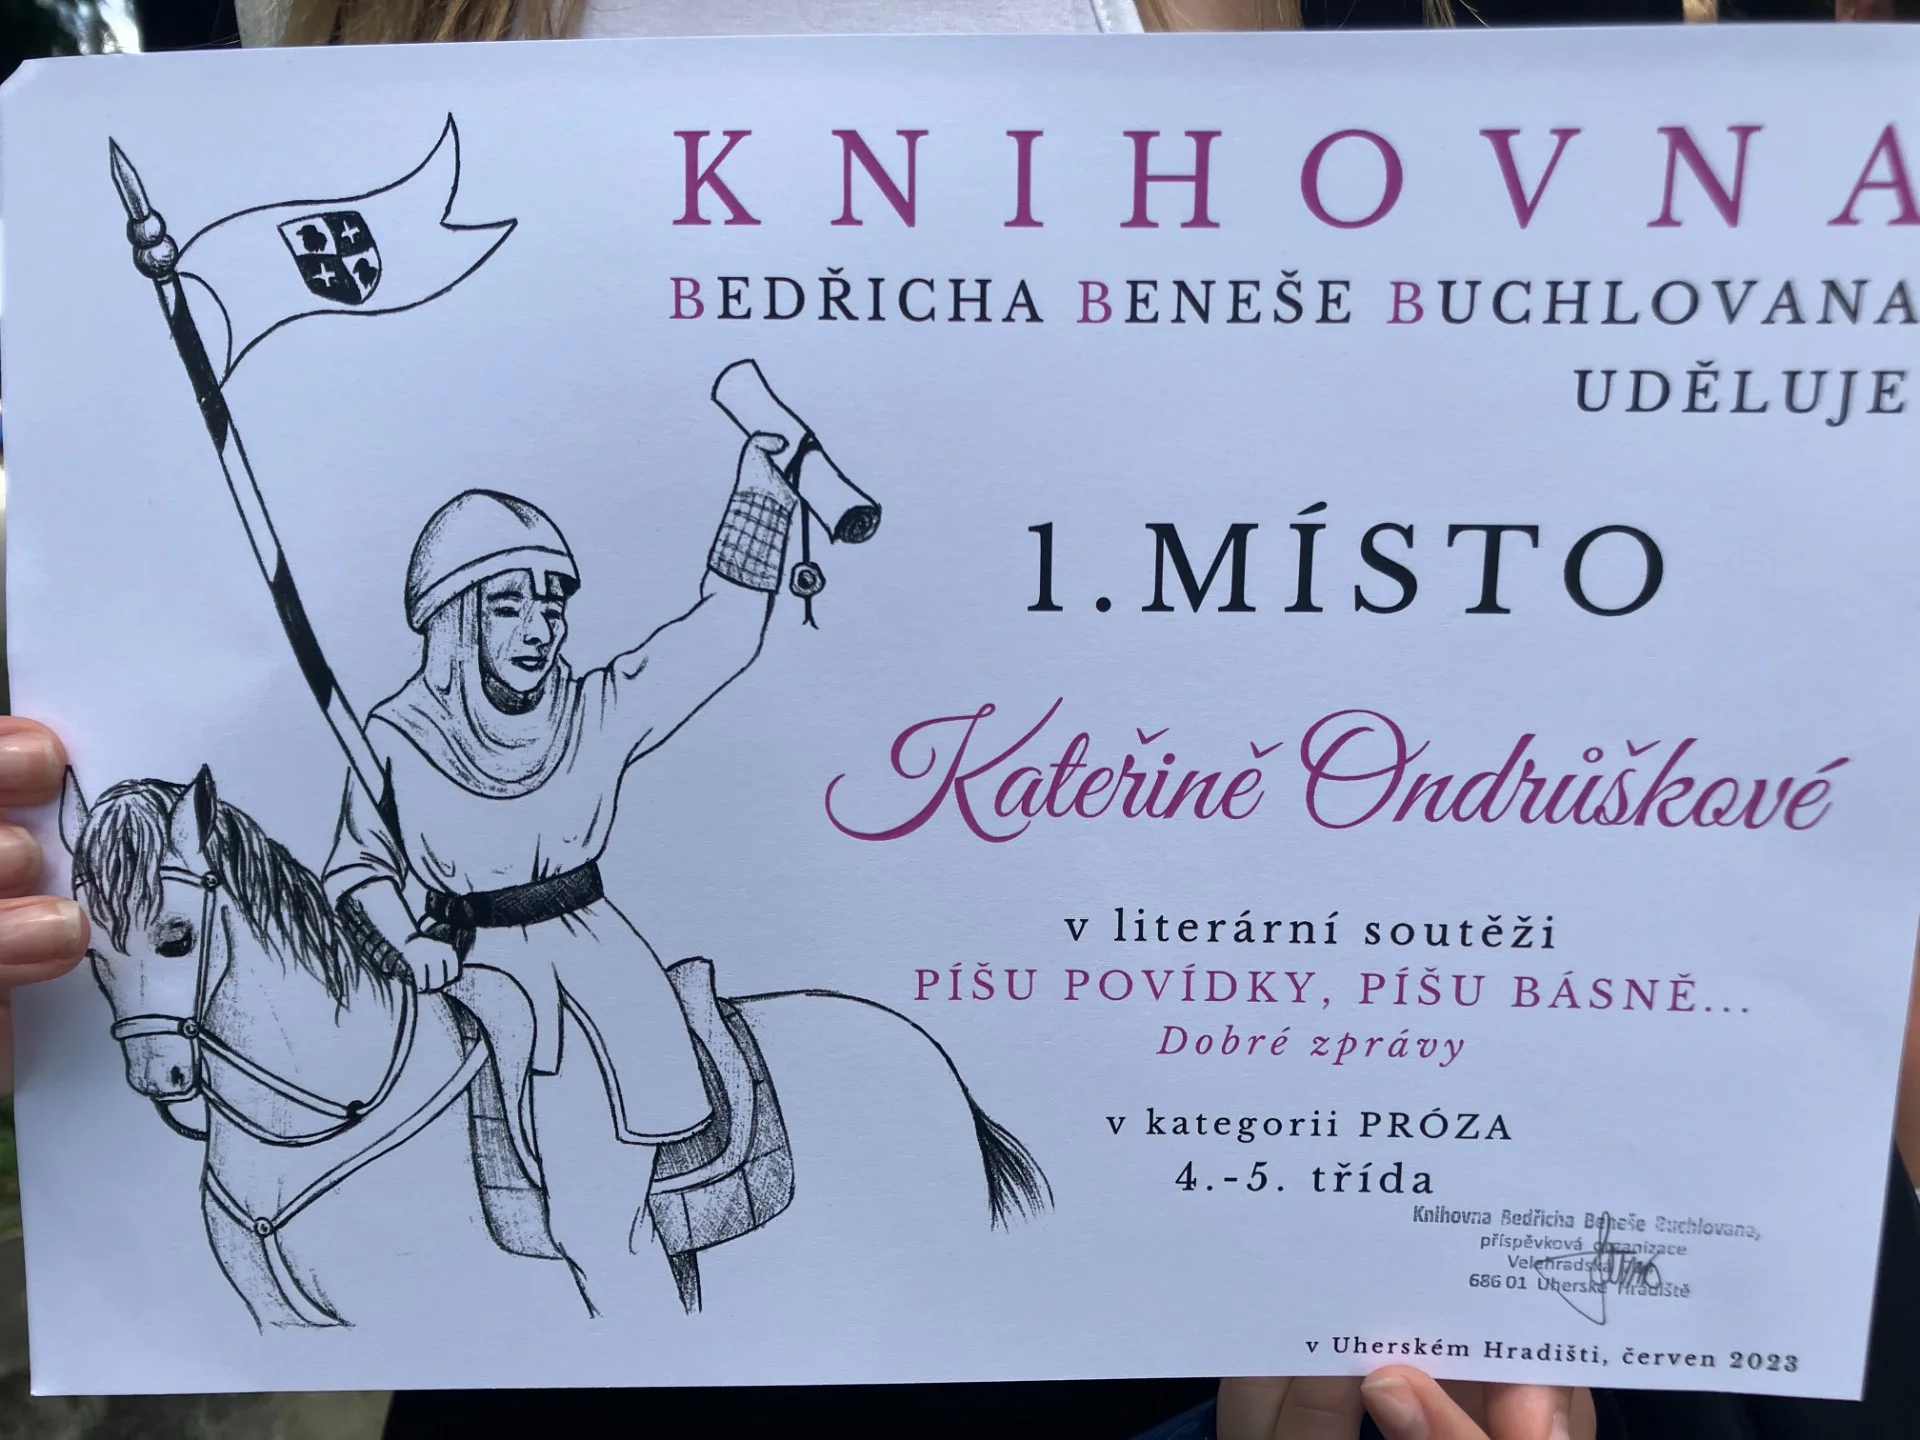 KNIHOVNA
BEDŘICHA BENEŠE BUCHLOVANA
UDĚLUJE
1. MÍSTO
Kateřině Ondrůškové
v literární soutěži
PÍŠU POVÍDKY, PÍŠU BÁSNĚ...
Dobré zprávy
v kategorii PRÓZA
4.-5. třída
Knihovna Bedřicha Beneše Buchlovana,
příspěvková organizace
Velehradská
686 01 Uherské Hradiště
v Uherském Hradišti, červen 2023